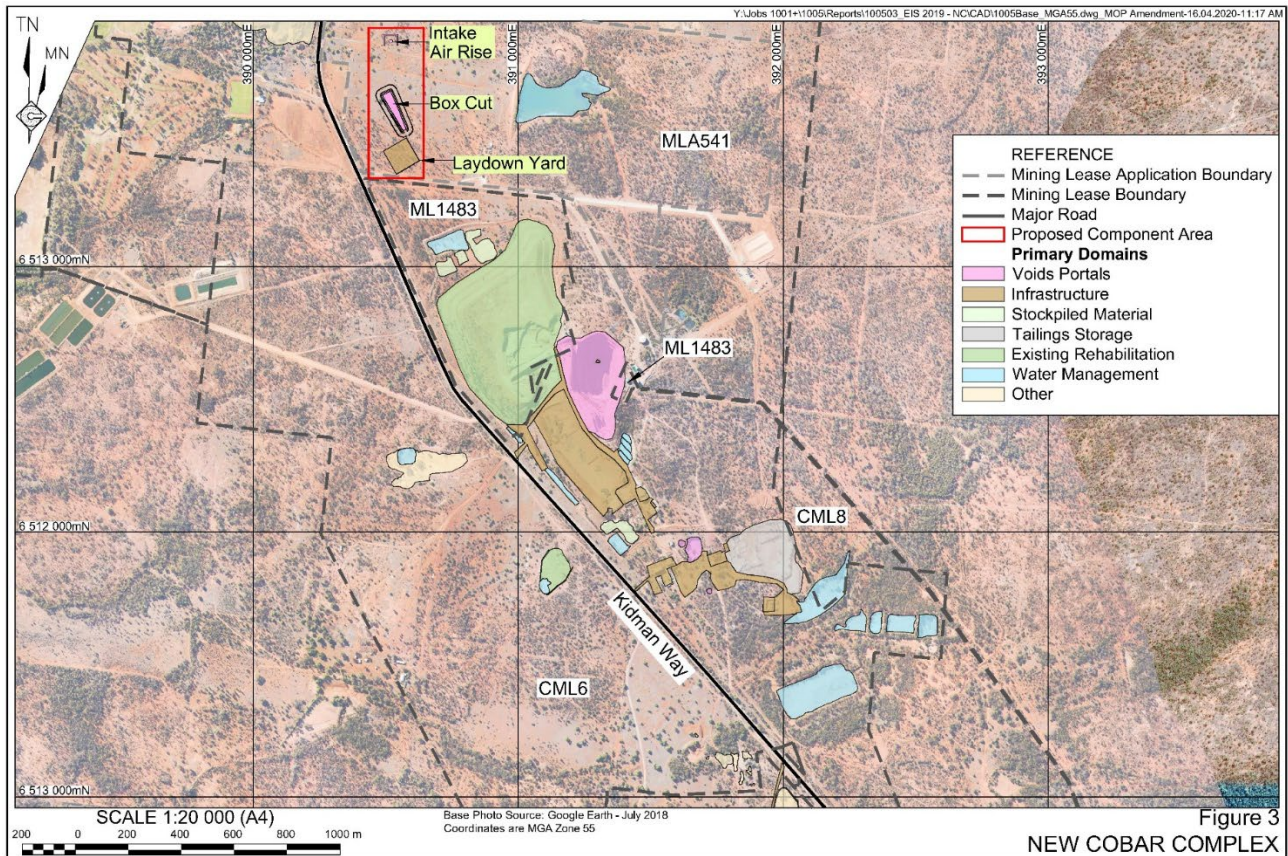 Y:\Jobs 1001+\1005\Reports\100503_EIS 2019 - NC\CAD\1005Base_MGA55.dwg_MOP Amendment-16.04.2020-11:17 AM
TN
MN
390 000mE
391 000mE
392 000mE
393 000mE
Intake
Air Rise
Box Cut
Laydown Yard
MLA541
ML1483
REFERENCE
Mining Lease Application Boundary
Mining Lease Boundary
Major Road
Proposed Component Area
Primary Domains
Voids Portals
Infrastructure
Stockpiled Material
Tailings Storage
Existing Rehabilitation
Water Management
Other
6 513 000mN
ML1483
6 512 000mN
CML8
Kidman Way
CML6
6 513 000mN
SCALE 1:20 000 (A4)
200 0 200 400 600 800 1000 m
Base Photo Source: Google Earth - July 2018
Coordinates are MGA Zone 55
Figure 3
NEW COBAR COMPLEX